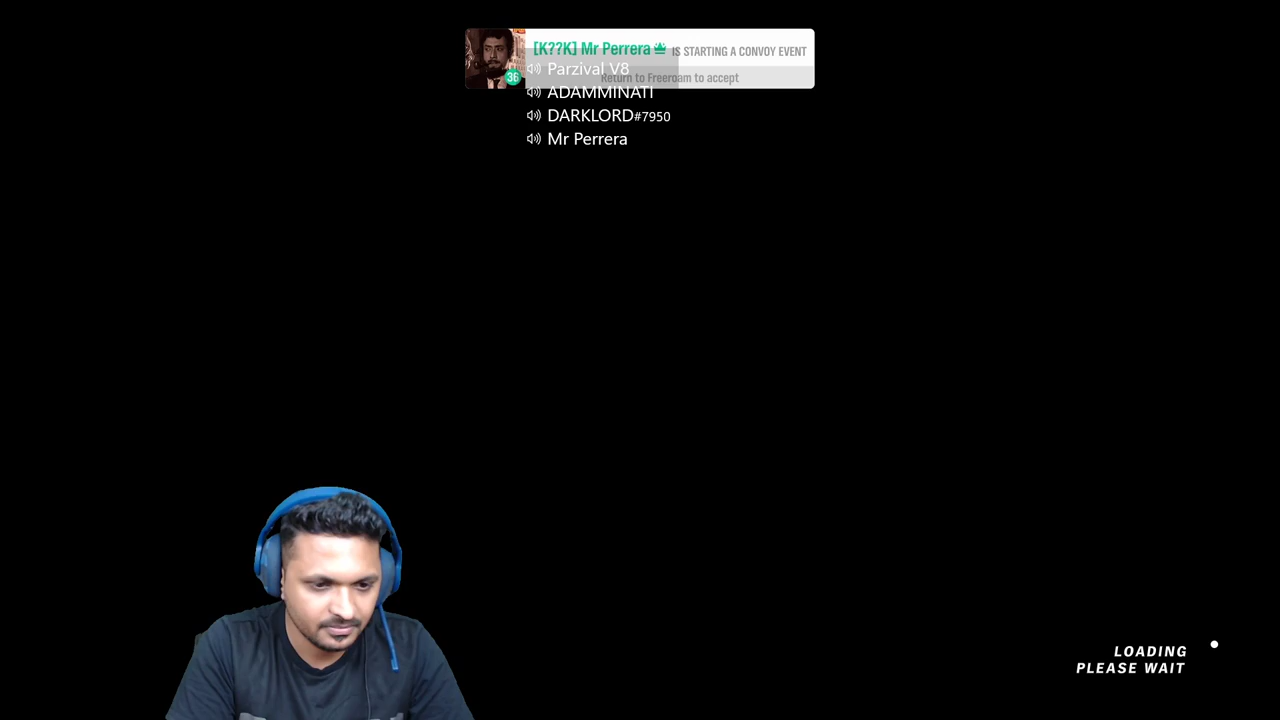 [K??K] Mr Perrera IS STARTING A CONVOY EVENT
36
Return to Freeroam to accept
Parzival V8
ADAMMINATI
DARKLORD#7950
Mr Perrera
LOADING
PLEASE WAIT